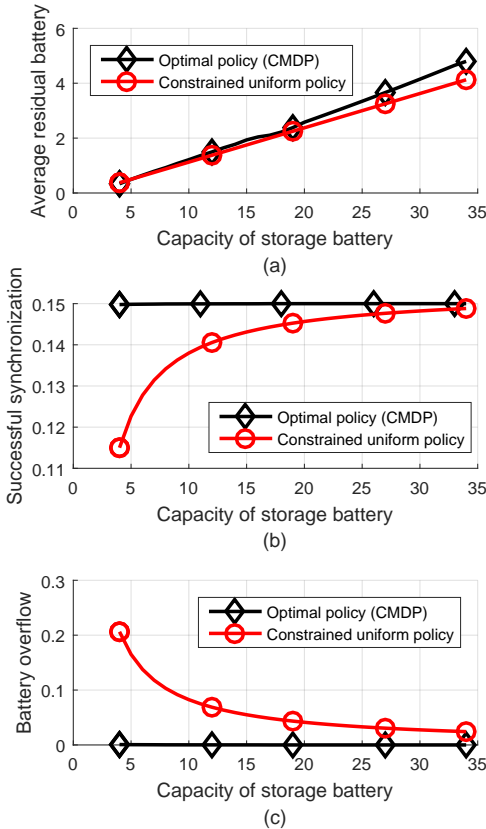 Average residual battery
6
4
2
0
Optimal policy (CMDP)
Constrained uniform policy
0 5 10 15 20 25 30 35
Capacity of storage battery
(a)
Successful synchronization
0.15
0.14
0.13
0.12
0.11
Optimal policy (CMDP)
Constrained uniform policy
0 5 10 15 20 25 30 35
Capacity of storage battery
(b)
Battery overflow
0.3
0.2
0.1
0
Optimal policy (CMDP)
Constrained uniform policy
0 5 10 15 20 25 30 35
Capacity of storage battery
(c)